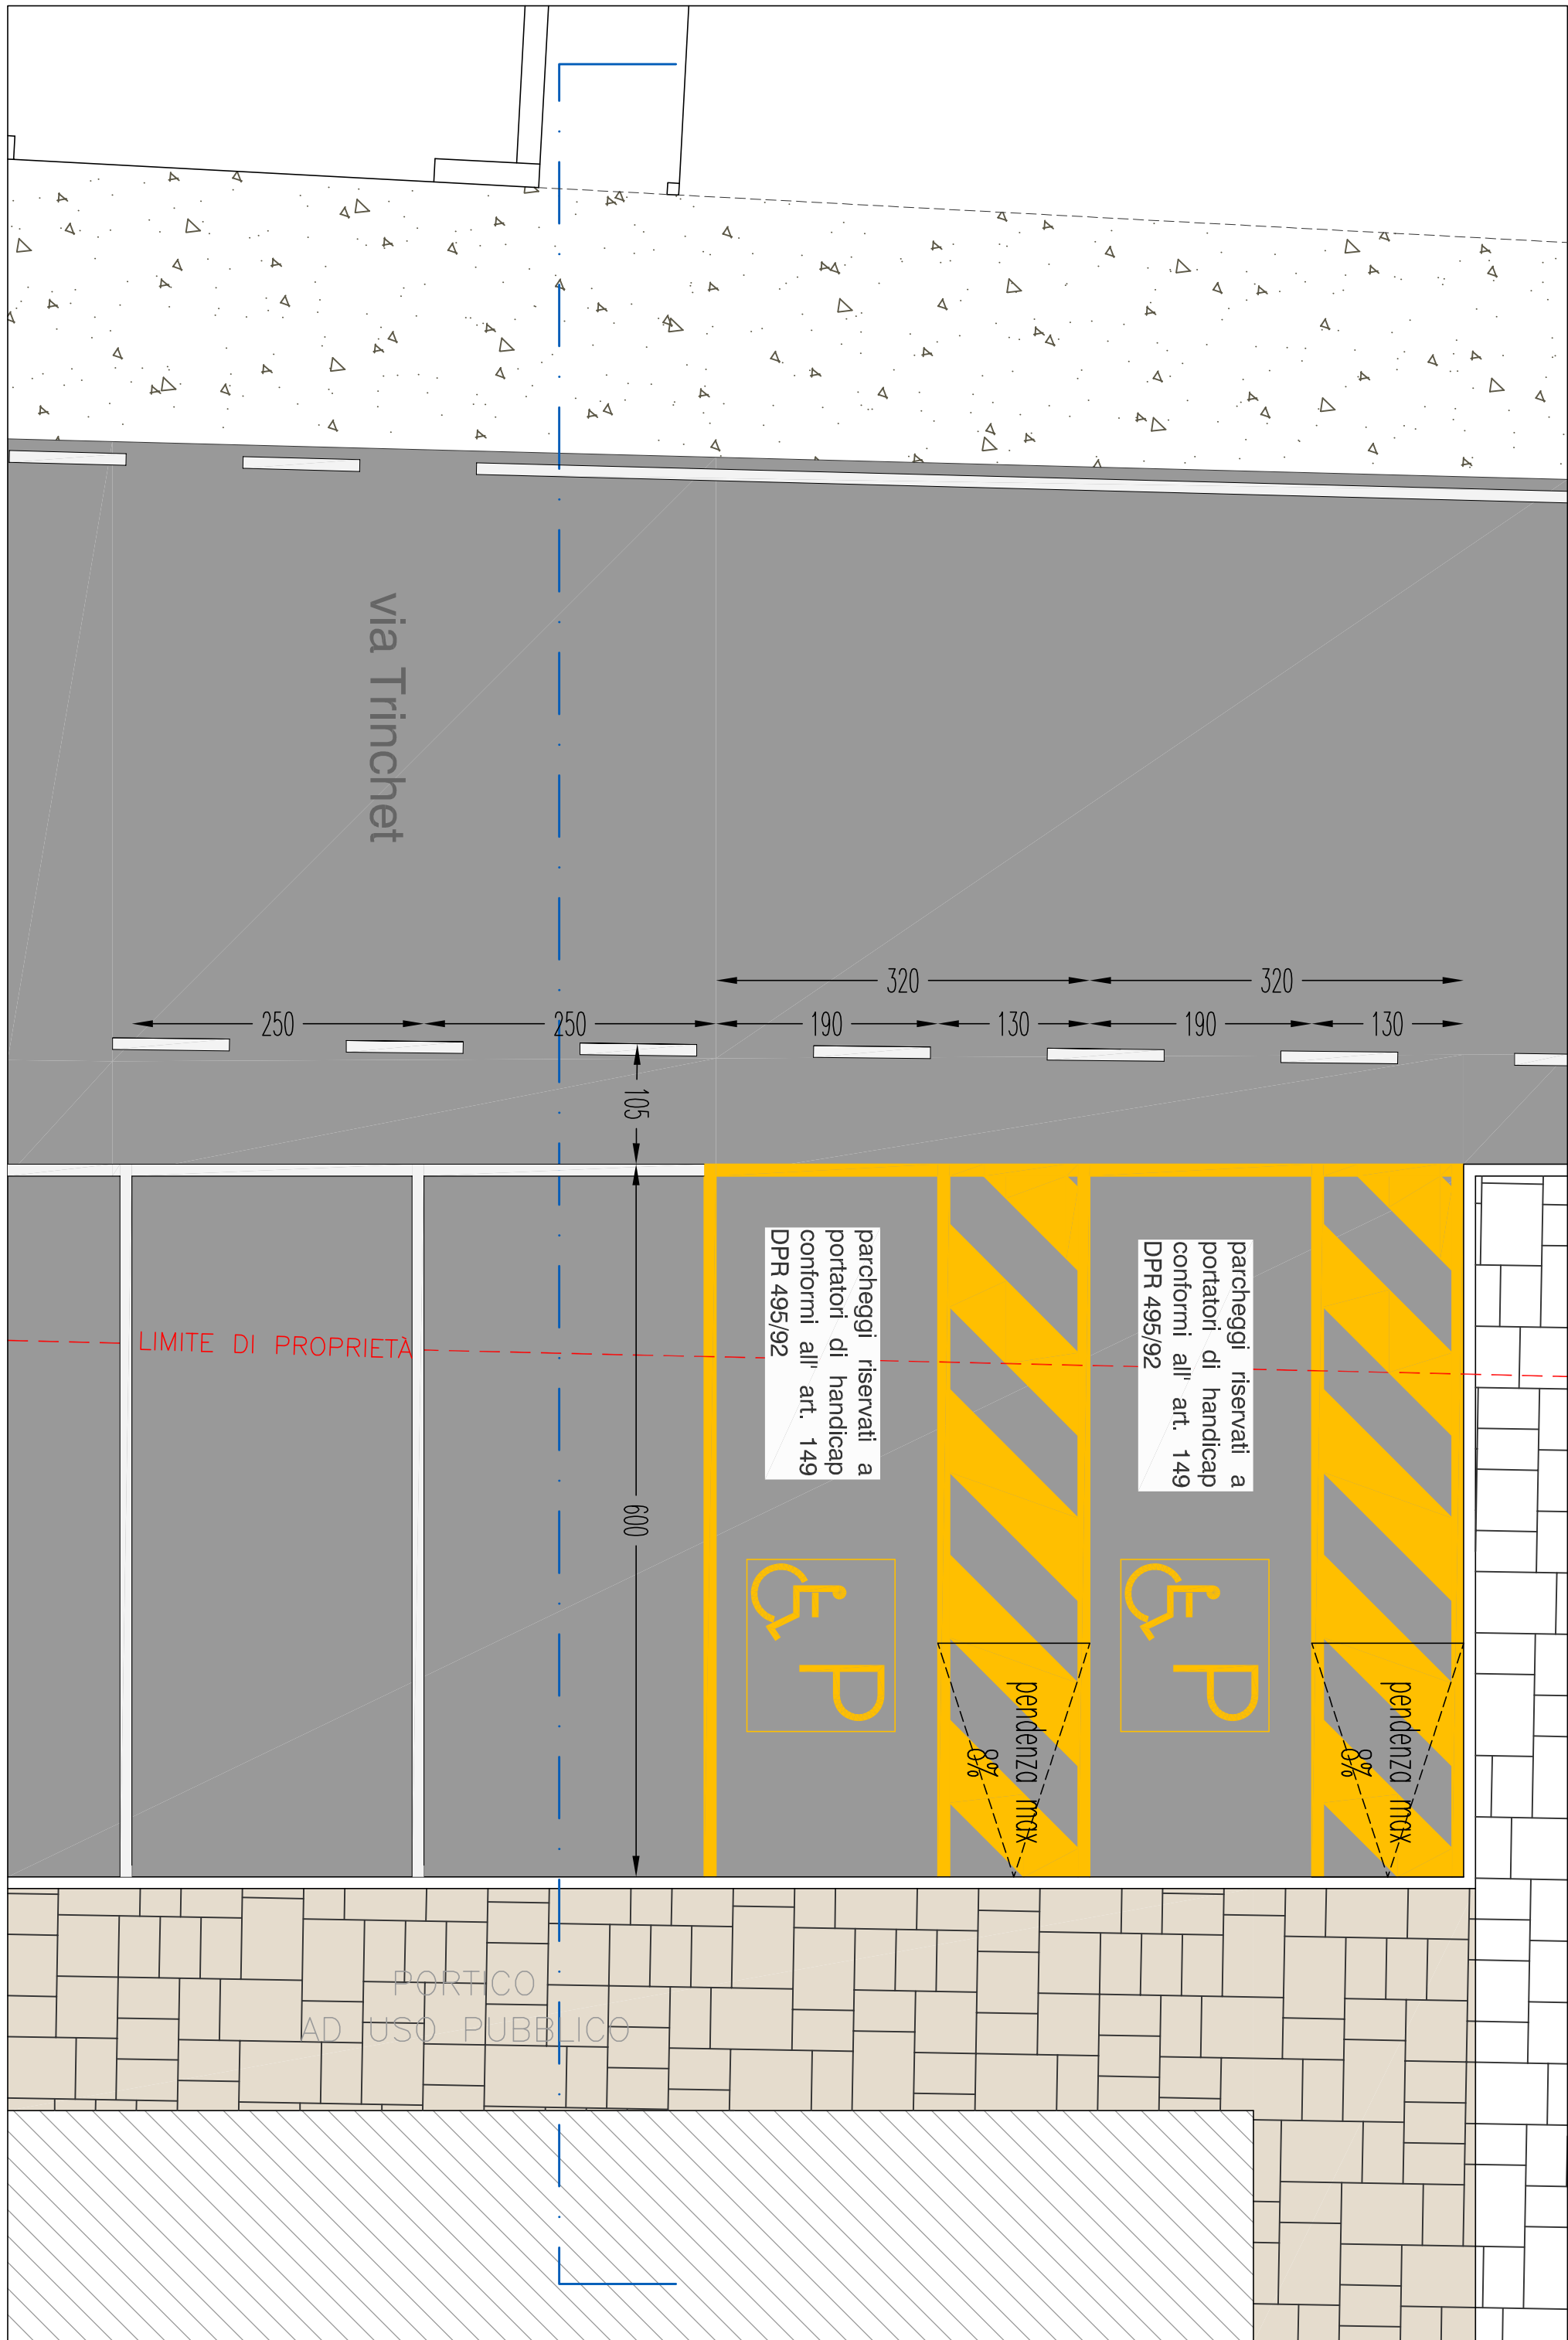 via Trinchet
320
320
250
250
190
130
190
130
105
LIMITE DI PROPRIETÀ
parcheggi riservati a
portatori di handicap
conformi all' art. 149
DPR 495/92
parcheggi riservati a
portatori di handicap
conformi all' art. 149
DPR 495/92
600
P
P
pendenza max
8%
pendenza max
8%
PORTICO
AD USO PUBBLICO